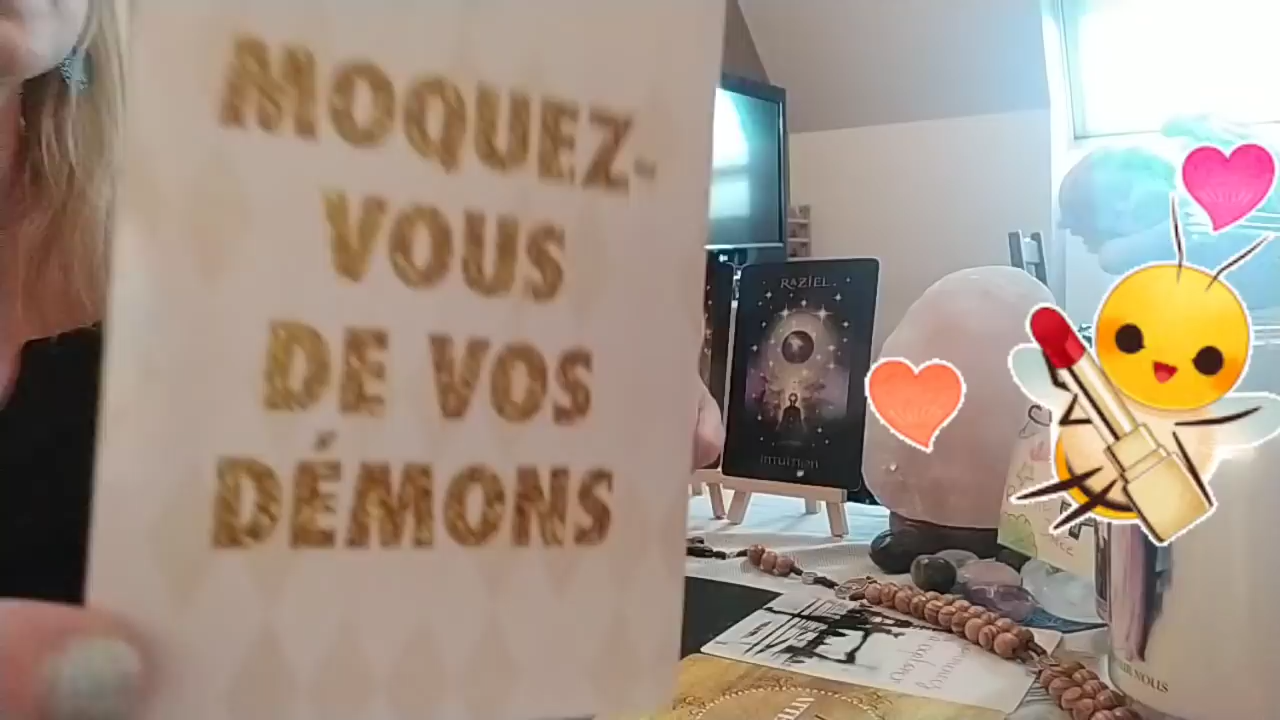 MOQUEZ-
VOUS
DE VOS
DÉMONS
RAZIEL
intuition